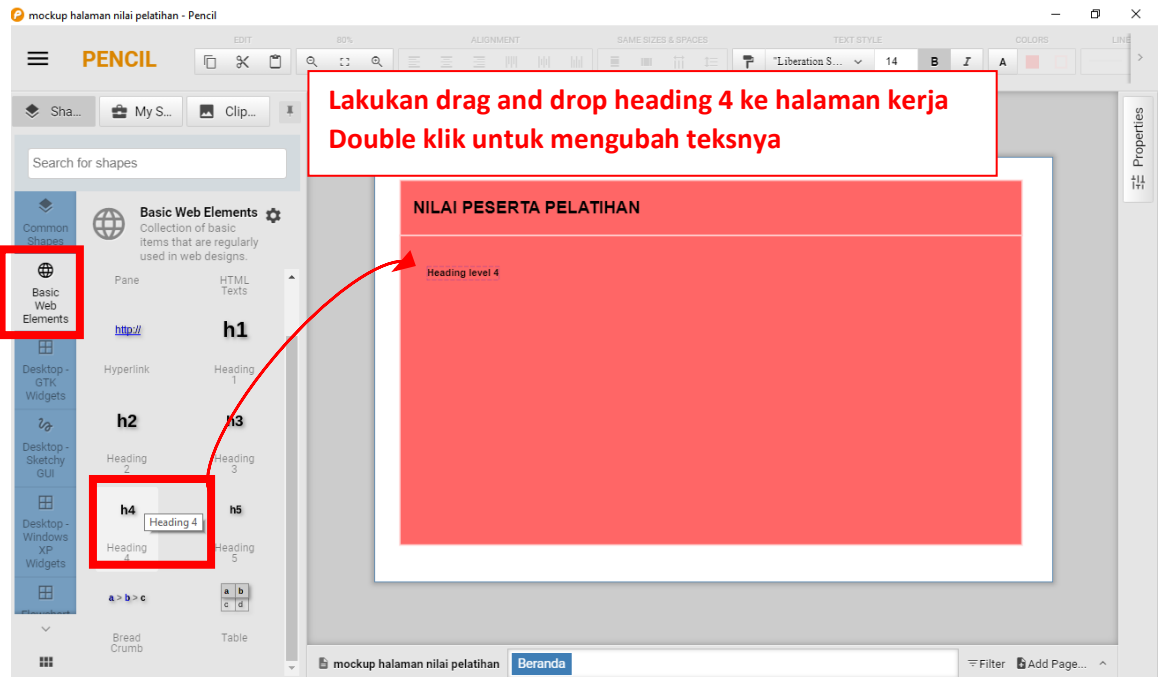 mockup halaman nilai pelatihan - Pencil
PENCIL
EDIT
80%
ALIGNMENT
SAME SIZES & SPACES
TEXT STYLE
COLORS
LINE
"Liberation S...
14
B
I
A
Sha...
My S...
Clip...
Lakukan drag and drop heading 4 ke halaman kerja
Double klik untuk mengubah teksnya
Properties
Search for shapes
Common
Shapes
Basic
Web
Elements
Desktop -
GTK
Widgets
Desktop -
Sketchy
GUI
Desktop -
Windows
XP
Widgets
Flowchart
Basic Web Elements
Collection of basic
items that are regularly
used in web designs.
Pane
HTML
Texts
http://
h1
Hyperlink
Heading
1
h2
h3
Heading
2
Heading
3
h4
h5
Heading 4
Heading
4
Heading
5
a > b > c
a b
c d
Bread
Crumb
Table
NILAI PESERTA PELATIHAN
Heading level 4
mockup halaman nilai pelatihan
Beranda
Filter
Add Page...